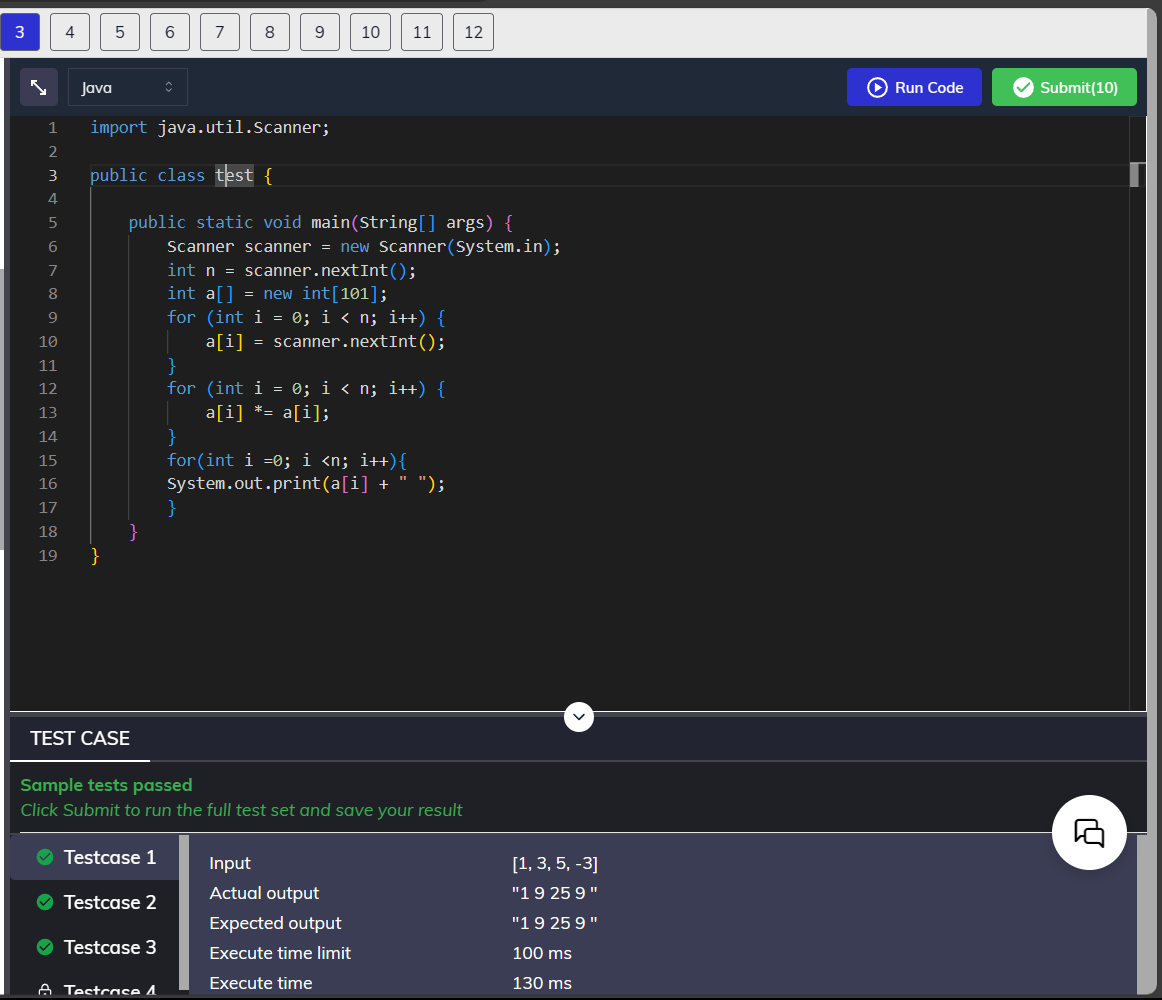 3 4 5 6 7 8 9 10 11 12
Java Run Code Submit(10)
1 import java.util.Scanner;
2
3 public class test {
4
5 public static void main(String[] args) {
6 Scanner scanner = new Scanner(System.in);
7 int n = scanner.nextInt();
8 int a[] = new int[101];
9 for (int i = 0; i < n; i++) {
10 a[i] = scanner.nextInt();
11 }
12 for (int i = 0; i < n; i++) {
13 a[i] *= a[i];
14 }
15 for(int i =0; i <n; i++){
16 System.out.print(a[i] + " ");
17 }
18 }
19 }
TEST CASE
Sample tests passed
Click Submit to run the full test set and save your result
Testcase 1
Testcase 2
Testcase 3
Testcase 4
Input [1, 3, 5, -3]
Actual output "1 9 25 9 "
Expected output "1 9 25 9 "
Execute time limit 100 ms
Execute time 130 ms